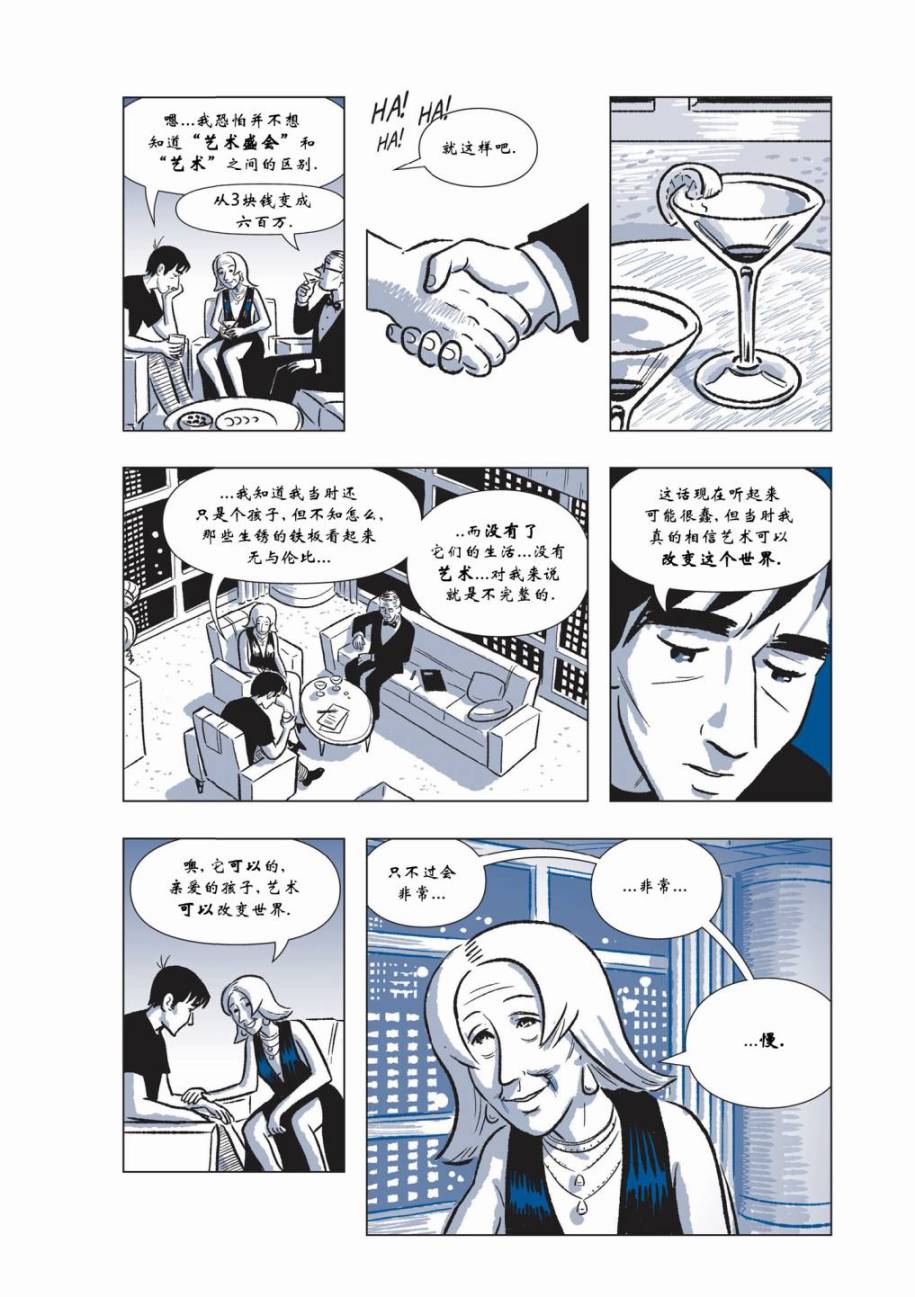 嗯...我恐怕并不想
知道“艺术盛会”和
“艺术”之间的区别.
从3块钱变成
六百万.
HA!
HA!
HA!
就这样吧.
...我知道我当时还
只是个孩子,但不知怎么,
那些生锈的铁板看起来
无与伦比...
..而没有了
它们的生活...没有
艺术...对我来说
就是不完整的.
这话现在听起来
可能很蠢,但当时我
真的相信艺术可以
改变这个世界.
噢,它可以的,
亲爱的孩子,艺术
可以改变世界.
只不过会
非常...
...非常...
...慢.